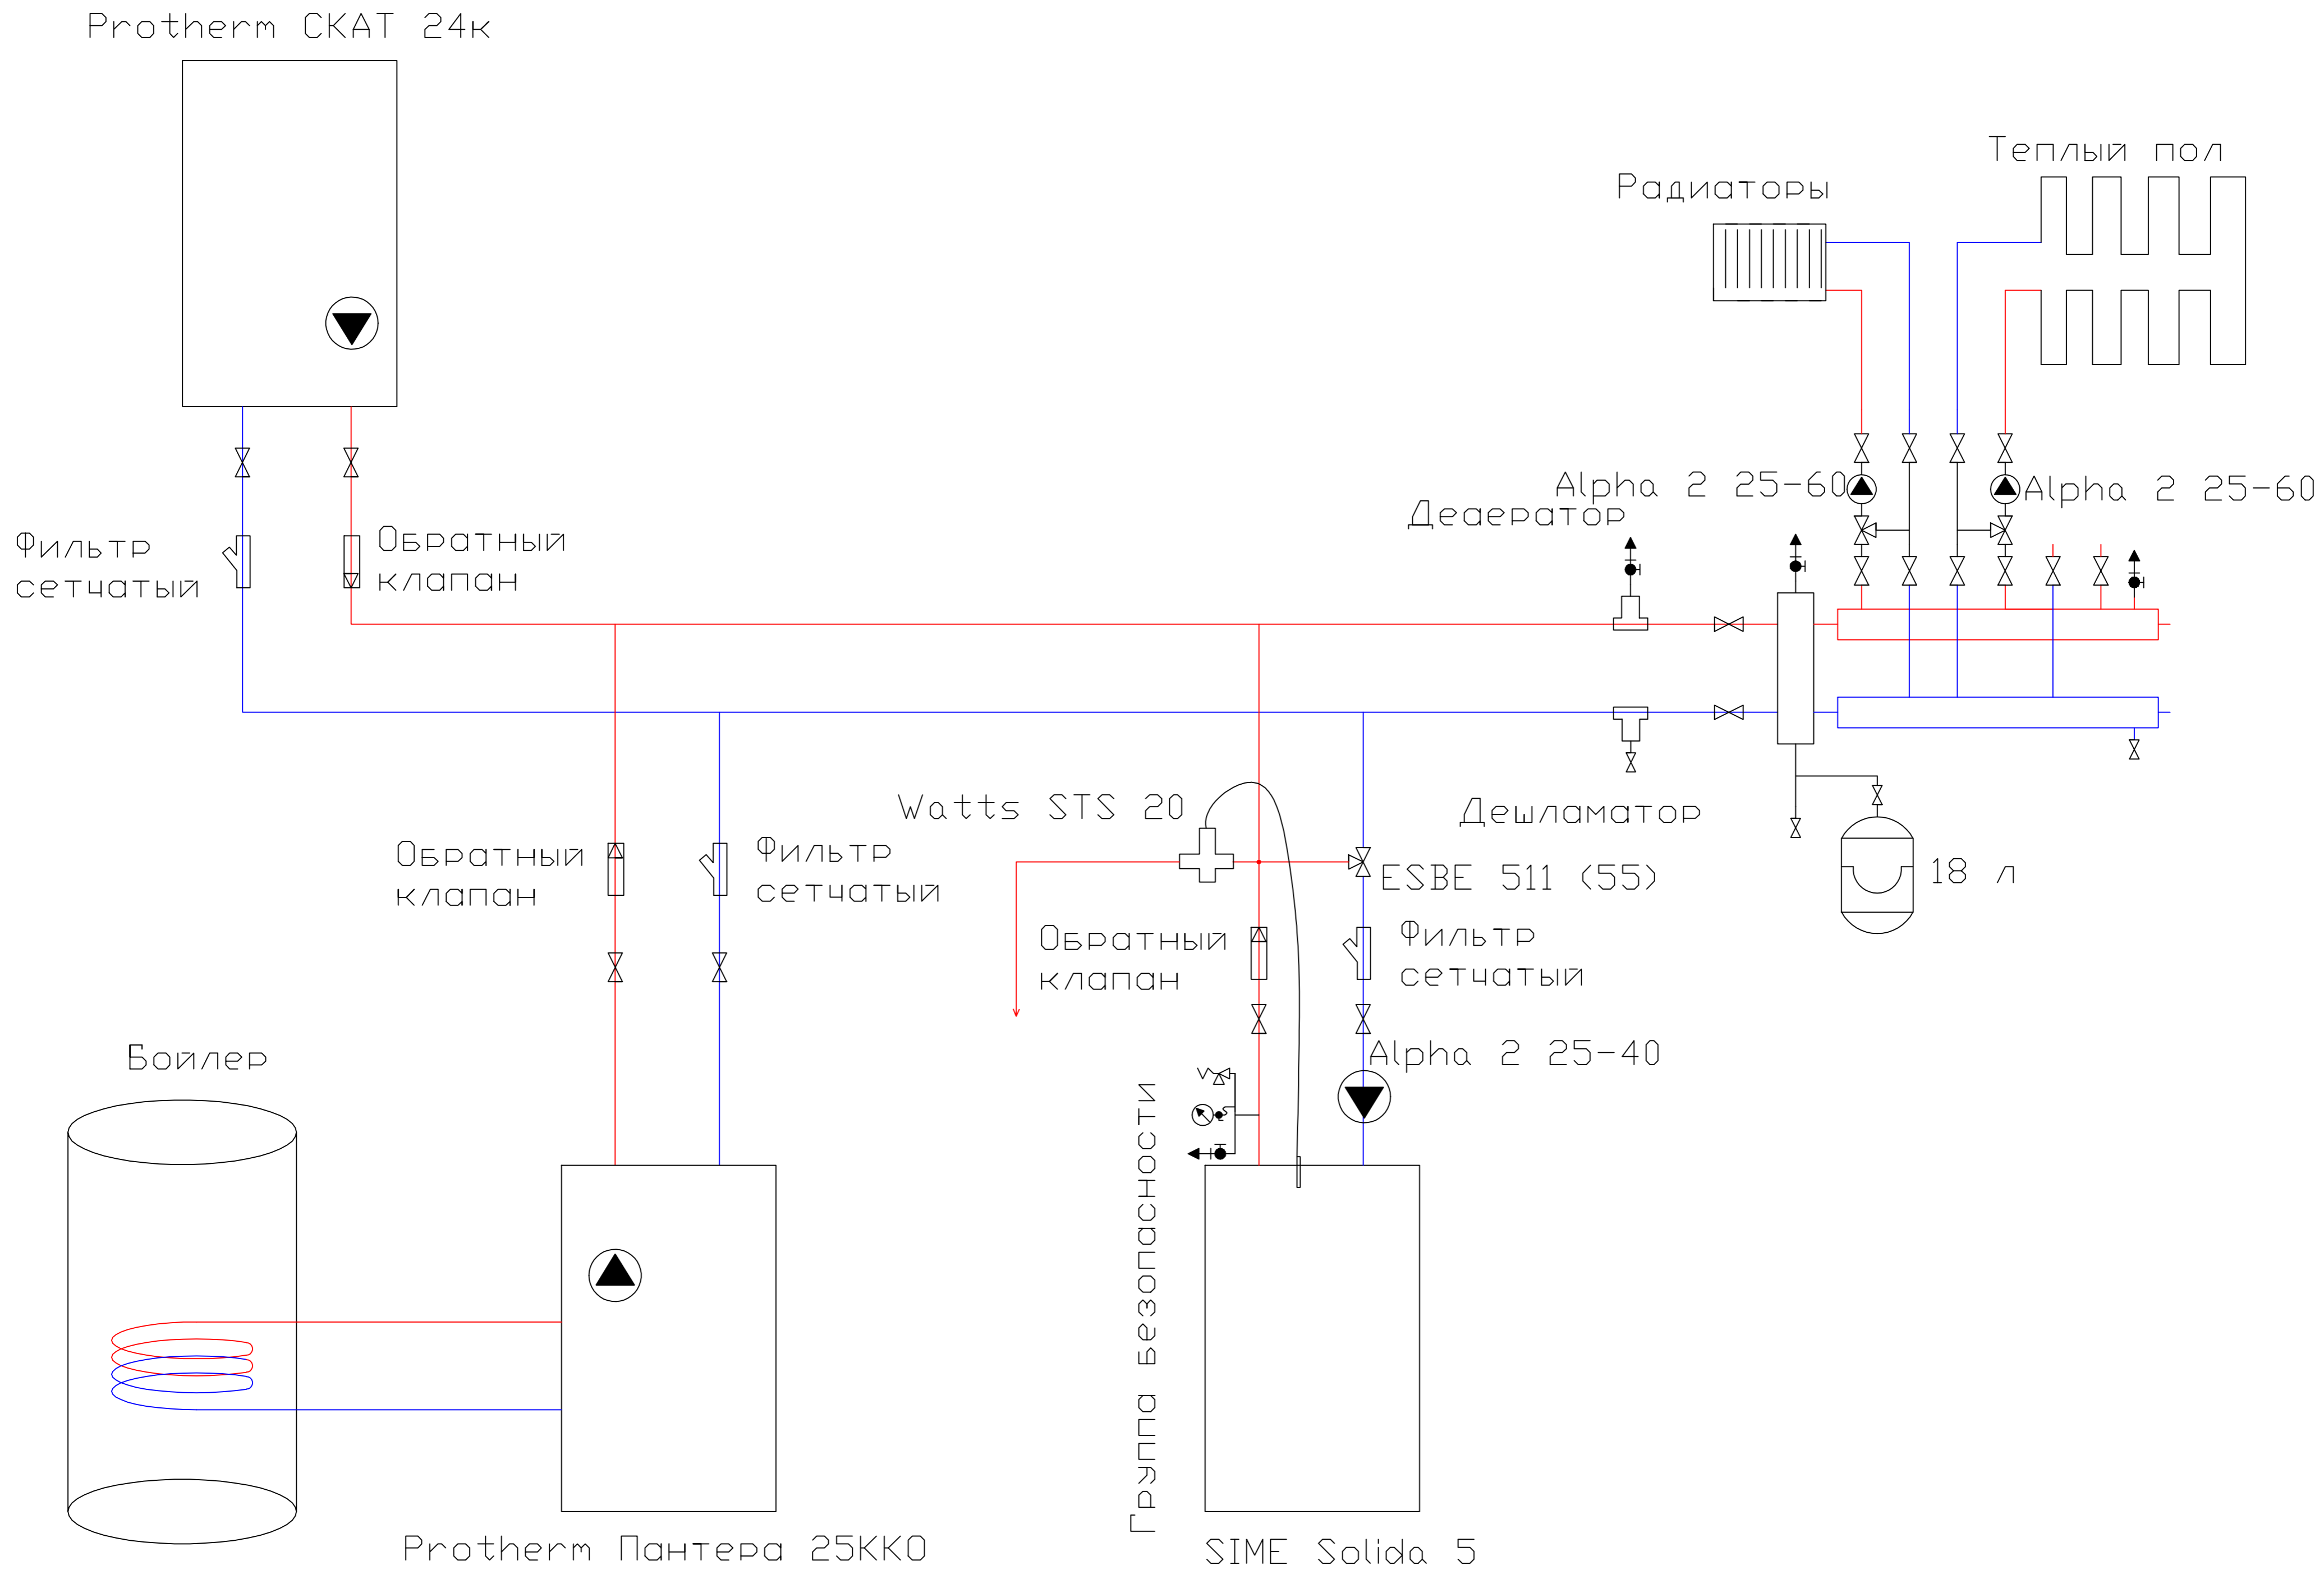 Protherm СКАТ 24к
Теплый пол
Радиаторы
Alpha 2 25-60
Alpha 2 25-60
Деаератор
Фильтр
сетчатый
Обратный
клапан
Watts STS 20
Дешламатор
Обратный
клапан
Фильтр
сетчатый
ESBE 511 (55)
18 л
Обратный
клапан
Фильтр
сетчатый
Alpha 2 25-40
Боилер
Группа безопасности
Protherm Пантера 25ККО
SIME Solida 5